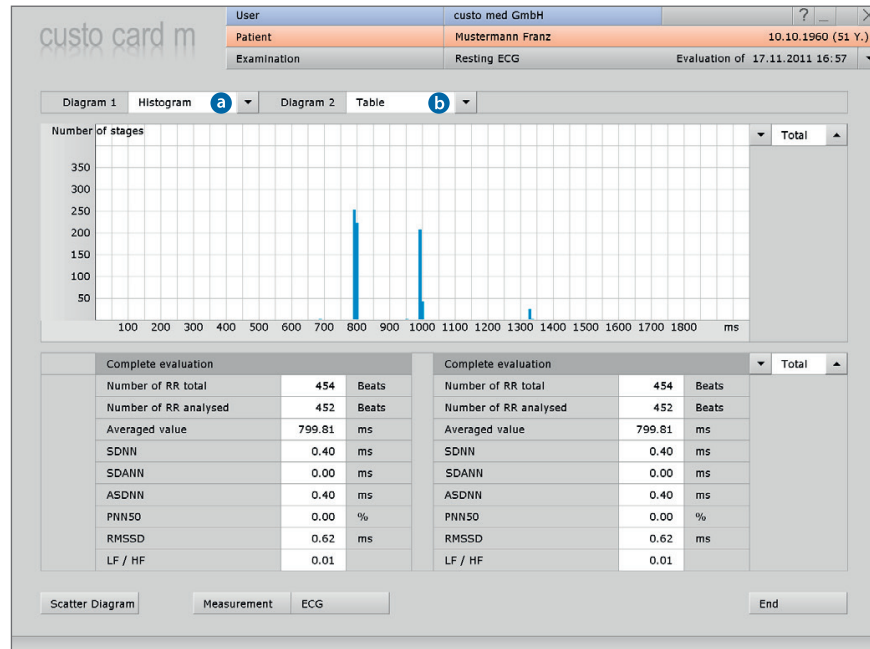 custo card m
User custo med GmbH ? _ X
Patient Mustermann Franz 10.10.1960 (51 Y.)
Examination Resting ECG Evaluation of 17.11.2011 16:57
Diagram 1 Histogram a Diagram 2 Table b
Number of stages
Total
350
300
250
200
150
100
50
100 200 300 400 500 600 700 800 900 1000 1100 1200 1300 1400 1500 1600 1700 1800 ms
Complete evaluation Complete evaluation Total
Number of RR total 454 Beats Number of RR total 454 Beats
Number of RR analysed 452 Beats Number of RR analysed 452 Beats
Averaged value 799.81 ms Averaged value 799.81 ms
SDNN 0.40 ms SDNN 0.40 ms
SDANN 0.00 ms SDANN 0.00 ms
ASDNN 0.40 ms ASDNN 0.40 ms
PNN50 0.00 % PNN50 0.00 %
RMSSD 0.62 ms RMSSD 0.62 ms
LF / HF 0.01 LF / HF 0.01
Scatter Diagram Measurement ECG End